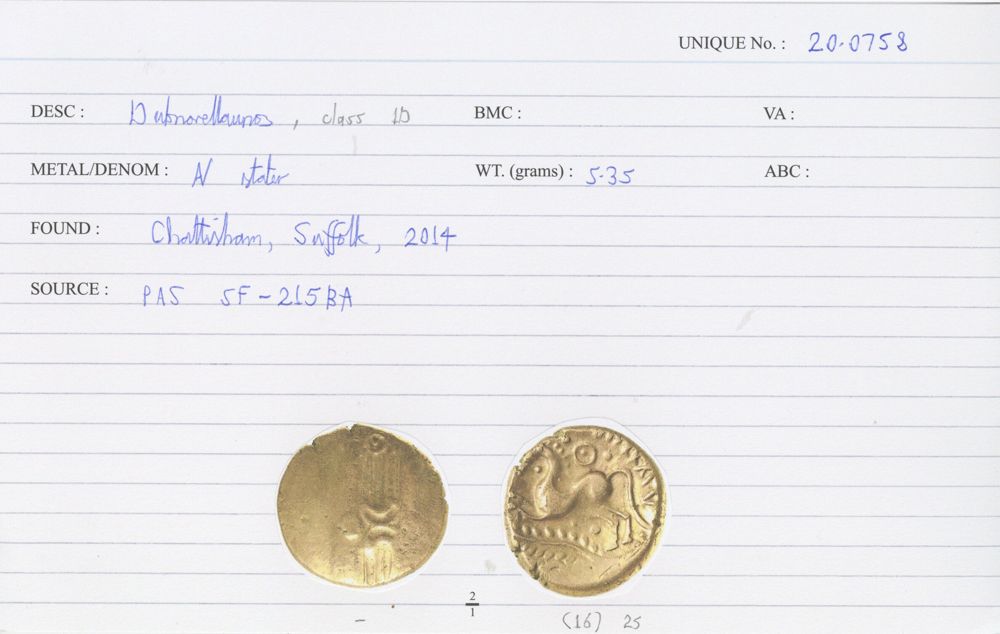 UNIQUE No. : 20.0758
DESC : Dubnovellaunos, class 1D BMC : VA :
METAL/DENOM : AV stater WT. (grams) : 5.35 ABC :
FOUND : Chattisham, Suffolk, 2014
SOURCE : PAS SF-215BA
2
1
– (16) 25